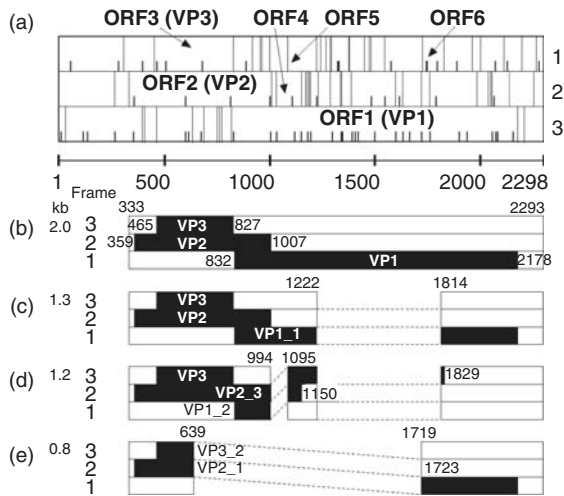 (a) ORF3 (VP3) ORF4 ORF5 ORF6
1
ORF2 (VP2) 2
ORF1 (VP1) 3
1 500 1000 1500 2000 2298
Frame
kb 333 2293
(b) 2.0 3 465 VP3 827
2 359 VP2 1007
1 832 VP1 2178
1222 1814
(c) 1.3 3 VP3
2 VP2
1 VP1_1
994 1095
(d) 1.2 3 VP3 1829
2 VP2_3 1150
1 VP1_2
639 1719
(e) 0.8 3 VP3_2
2 VP2_1 1723
1